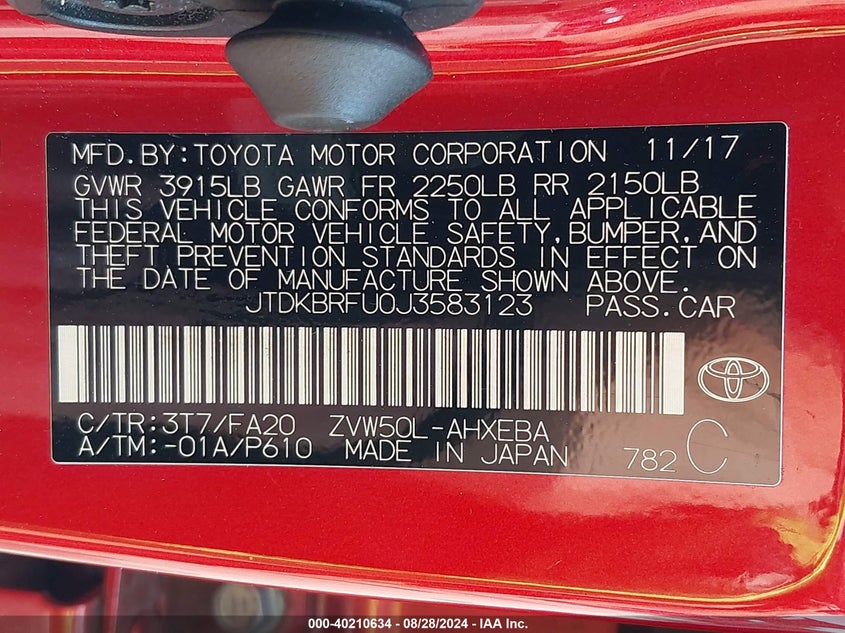 MFD.BY:TOYOTA MOTOR CORPORATION 11/17
GVWR 3915LB GAWR FR 2250LB RR 2150LB
THIS VEHICLE CONFORMS TO ALL APPLICABLE
FEDERAL MOTOR VEHICLE SAFETY,BUMPER,AND
THEFT PREVENTION STANDARDS IN EFFECT ON
THE DATE OF MANUFACTURE SHOWN ABOVE.
JTDKBRFU0J3583123 PASS.CAR
C/TR:3T7/FA20 ZVW50L-AHXEBA
A/TM:-01A/P610 MADE IN JAPAN 782 C
000-40210634 — 08/28/2024 — IAA Inc.